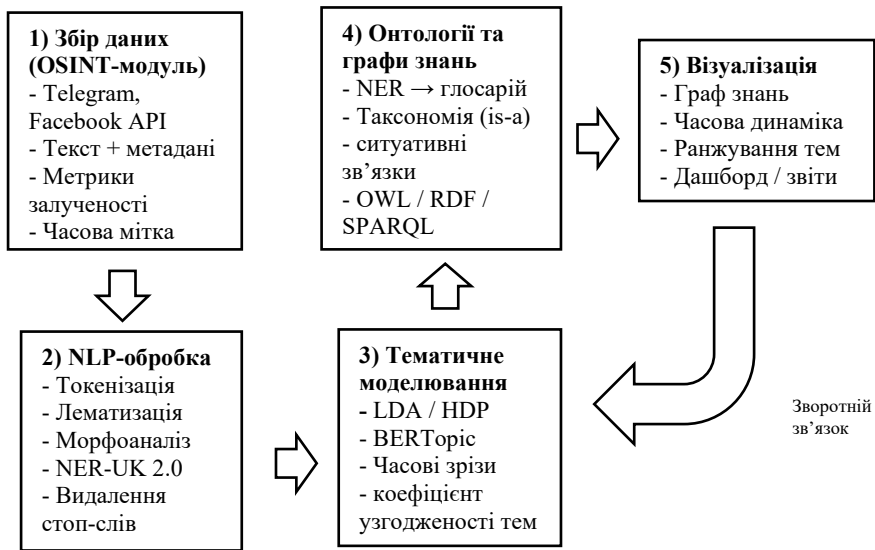 1) Збір даних
(OSINT-модуль)
- Telegram,
Facebook API
- Текст + метадані
- Метрики
залученості
- Часова мітка
2) NLP-обробка
- Токенізація
- Лематизація
- Морфоаналіз
- NER-UK 2.0
- Видалення
стоп-слів
3) Тематичне
моделювання
- LDA / HDP
- BERTopic
- Часові зрізи
- коефіцієнт
узгодженості тем
4) Онтології та
графи знань
- NER → глосарій
- Таксономія (is-a)
- ситуативні
зв’язки
- OWL / RDF /
SPARQL
5) Візуалізація
- Граф знань
- Часова динаміка
- Ранжування тем
- Дашборд / звіти
Зворотній
зв’язок